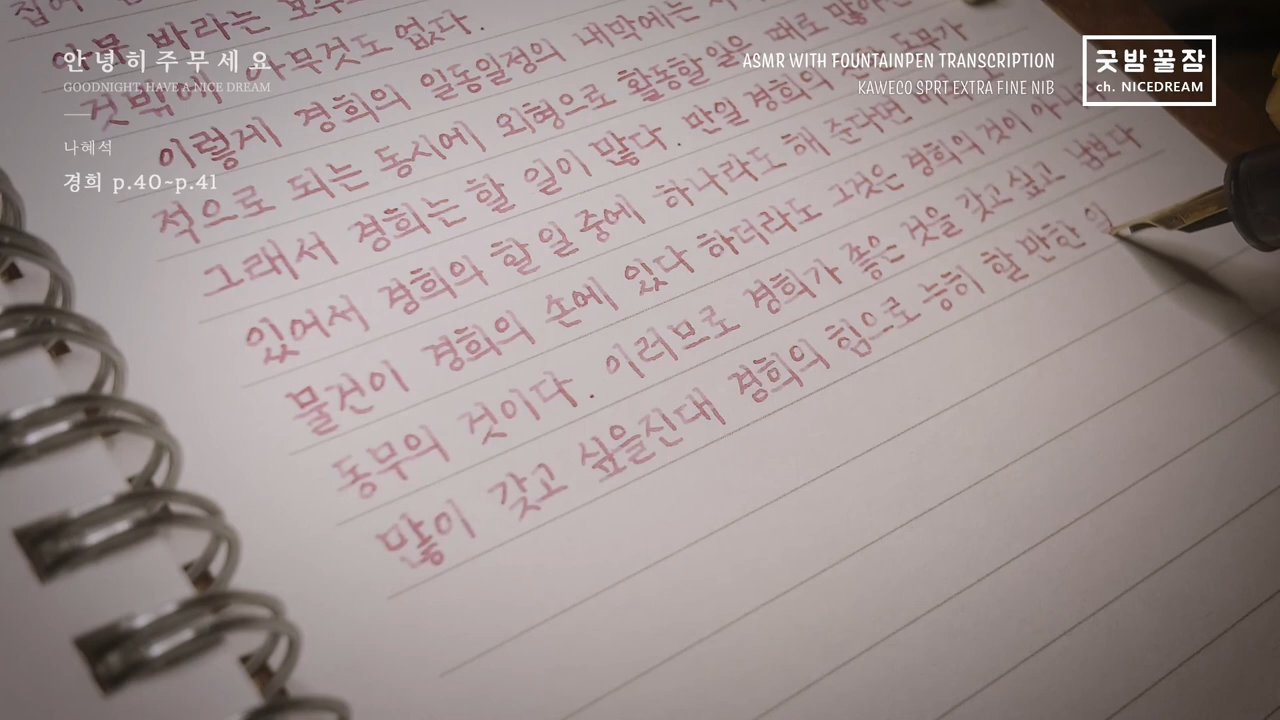 안녕히주무세요
GOODNIGHT, HAVE A NICE DREAM
나혜석
경희 p.40~p.41
ASMR WITH FOUNTAINPEN TRANSCRIPTION
KAWECO SPRT EXTRA FINE NIB
굿밤꿀잠
ch. NICEDREAM
집어
바라는
것밖에 아무것도 없다.
이렇게 경희의 일동일정의 내막에는
적으로 되는 동시에 외형으로 활동할 일은 때로 많아
그래서 경희는 할 일이 많다. 만일 경희의
있어서 경희의 할 일 중에 하나라도 해 준다면
물건이 경희의 손에 있다 하더라도 그것은 경희의 것이 아니
동무의 것이다. 이러므로 경희가 좋은 것을 갖고 싶고 남보다
많이 갖고 싶을진대 경희의 힘으로 능히 할 만한 일